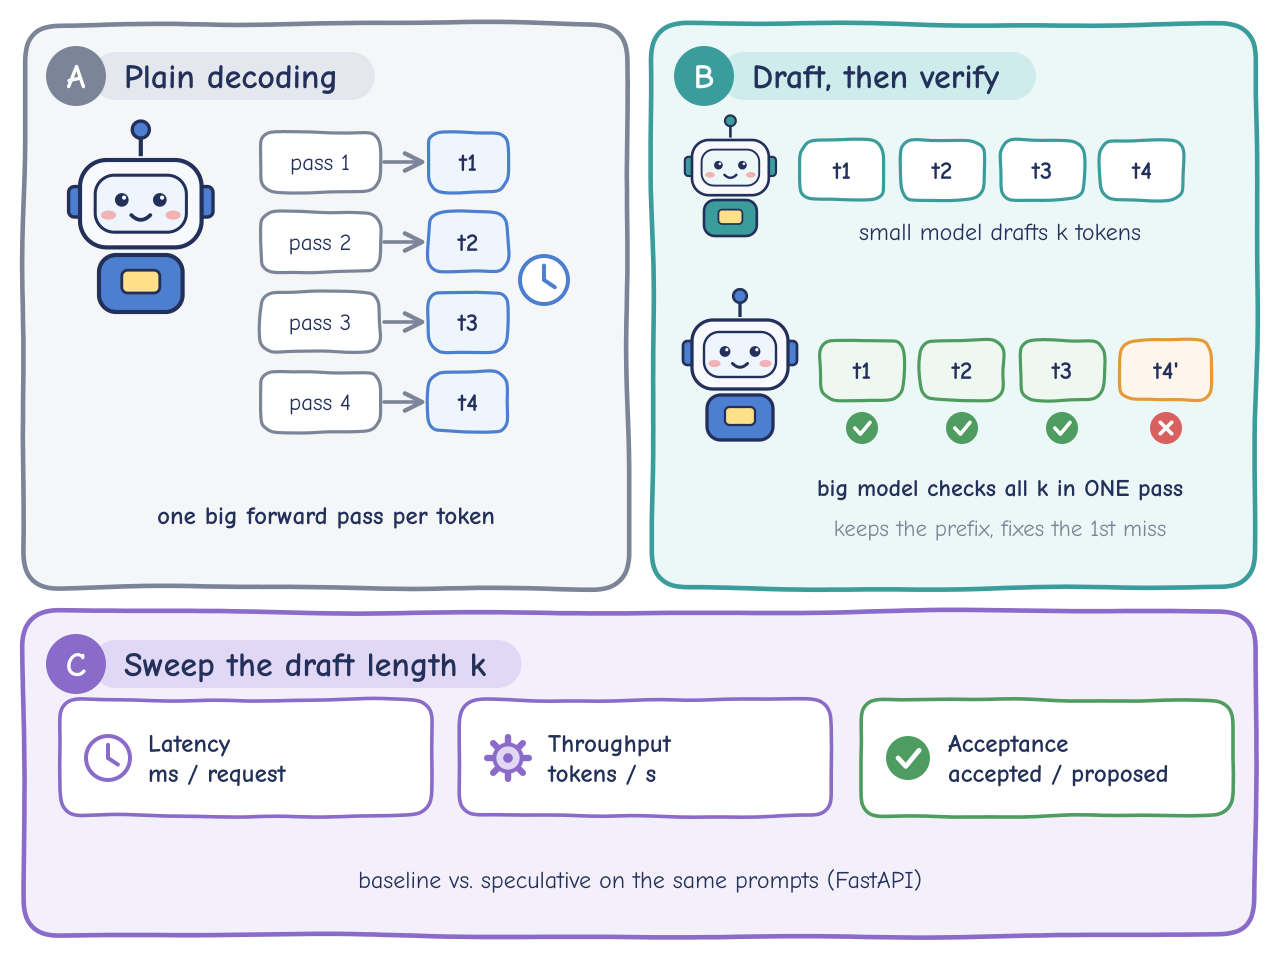 A
Plain decoding
pass 1
t1
pass 2
t2
pass 3
t3
pass 4
t4
one big forward pass per token
B
Draft, then verify
t1 t2 t3 t4
small model drafts k tokens
t1 t2 t3 t4'
big model checks all k in ONE pass
keeps the prefix, fixes the 1st miss
C
Sweep the draft length k
Latency
ms / request
Throughput
tokens / s
Acceptance
accepted / proposed
baseline vs. speculative on the same prompts (FastAPI)